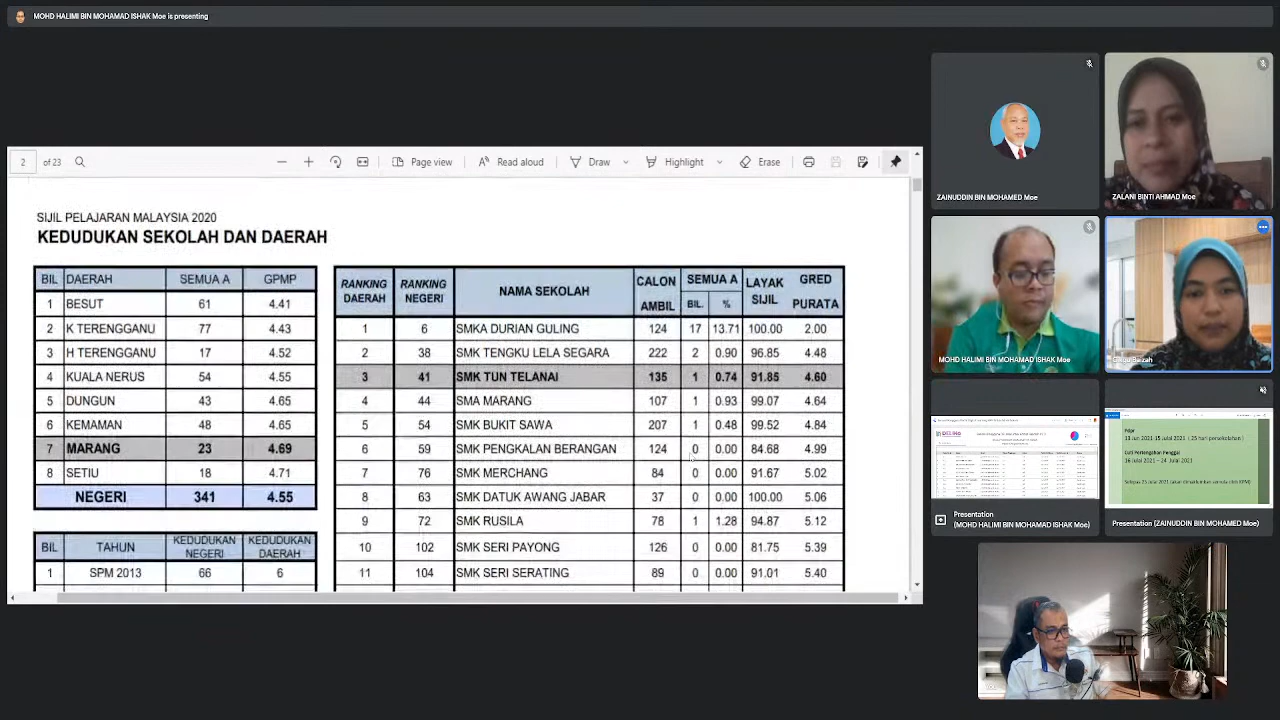 MOHD HALIMI BIN MOHAMAD ISHAK Moe is presenting
2 of 23 Page view Read aloud Draw Highlight Erase
SIJIL PELAJARAN MALAYSIA 2020
KEDUDUKAN SEKOLAH DAN DAERAH
BIL DAERAH SEMUA A GPMP
1 BESUT 61 4.41
2 K TERENGGANU 77 4.43
3 H TERENGGANU 17 4.52
4 KUALA NERUS 54 4.55
5 DUNGUN 43 4.65
6 KEMAMAN 48 4.65
7 MARANG 23 4.69
8 SETIU 18 4.71
NEGERI 341 4.55
BIL TAHUN KEDUDUKAN NEGERI KEDUDUKAN DAERAH
1 SPM 2013 66 6
RANKING DAERAH RANKING NEGERI NAMA SEKOLAH CALON AMBIL SEMUA A BIL. % LAYAK SIJIL GRED PURATA
1 6 SMKA DURIAN GULING 124 17 13.71 100.00 2.00
2 38 SMK TENGKU LELA SEGARA 222 2 0.90 96.85 4.48
3 41 SMK TUN TELANAI 135 1 0.74 91.85 4.60
4 44 SMA MARANG 107 1 0.93 99.07 4.64
5 54 SMK BUKIT SAWA 207 1 0.48 99.52 4.84
6 59 SMK PENGKALAN BERANGAN 124 0 0.00 84.68 4.99
7 76 SMK MERCHANG 84 0 0.00 91.67 5.02
8 63 SMK DATUK AWANG JABAR 37 0 0.00 100.00 5.06
9 72 SMK RUSILA 78 1 1.28 94.87 5.12
10 102 SMK SERI PAYONG 126 0 0.00 81.75 5.39
11 104 SMK SERI SERATING 89 0 0.00 91.01 5.40
ZAINUDDIN BIN MOHAMED Moe
ZALANI BINTI AHMAD Moe
MOHD HALIMI BIN MOHAMAD ISHAK Moe
Presentation
(MOHD HALIMI BIN MOHAMAD ISHAK Moe)
Cuti Pertengahan Penggal
16 Julai 2021 – 24 Julai 2021
Presentation (ZAINUDDIN BIN MOHAMED Moe)